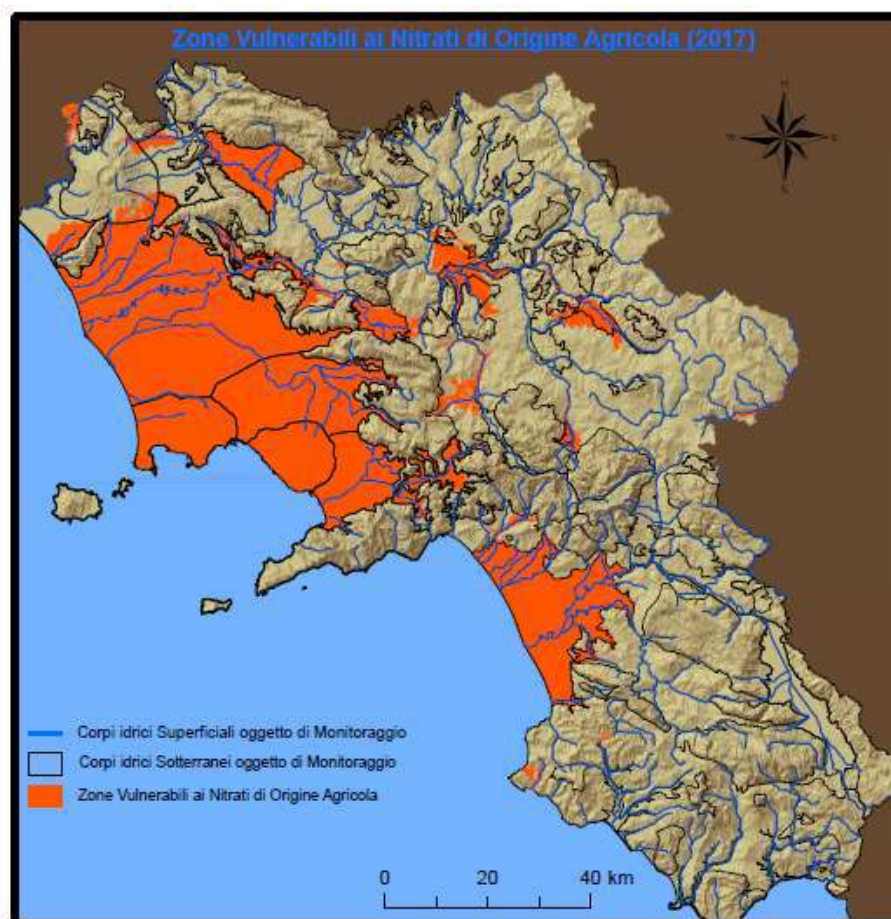 Zone Vulnerabili ai Nitrati di Origine Agricola (2017)
N
W
E
S
Corpi idrici Superficiali oggetto di Monitoraggio
Corpi idrici Sotterranei oggetto di Monitoraggio
Zone Vulnerabili ai Nitrati di Origine Agricola
0 20 40 km